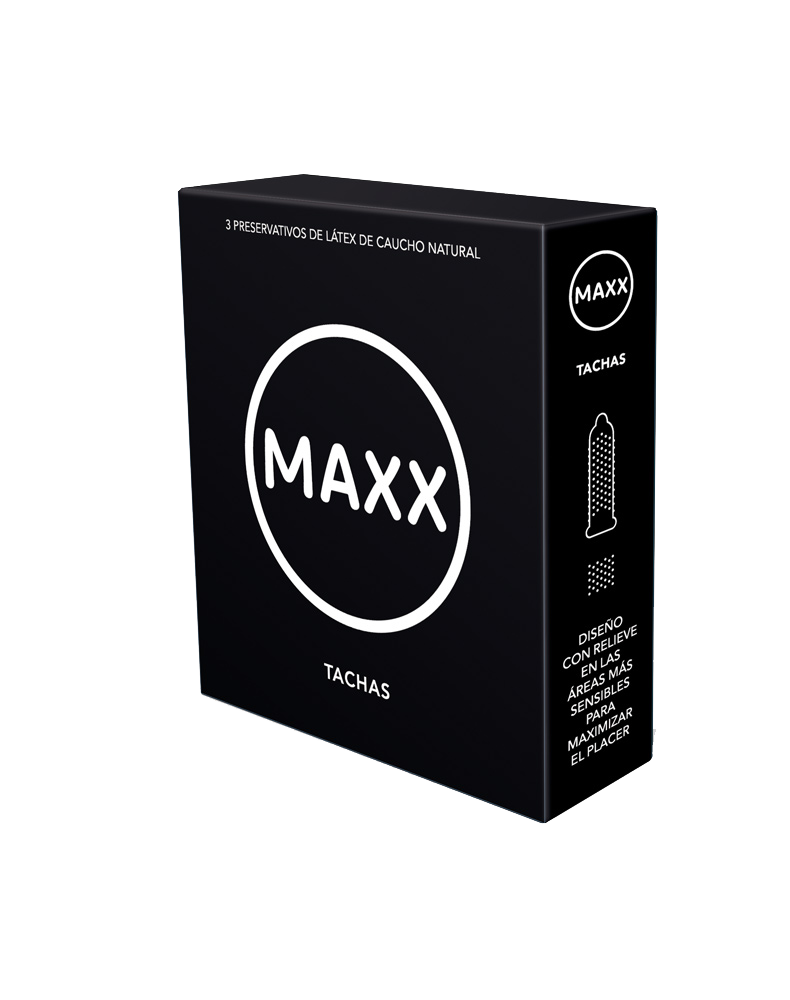 3 PRESERVATIVOS DE LÁTEX DE CAUCHO NATURAL
MAXX
TACHAS
MAXX
TACHAS
DISEÑO
CON RELIEVE
EN LAS
ÁREAS MÁS
SENSIBLES
PARA
MAXIMIZAR
EL PLACER